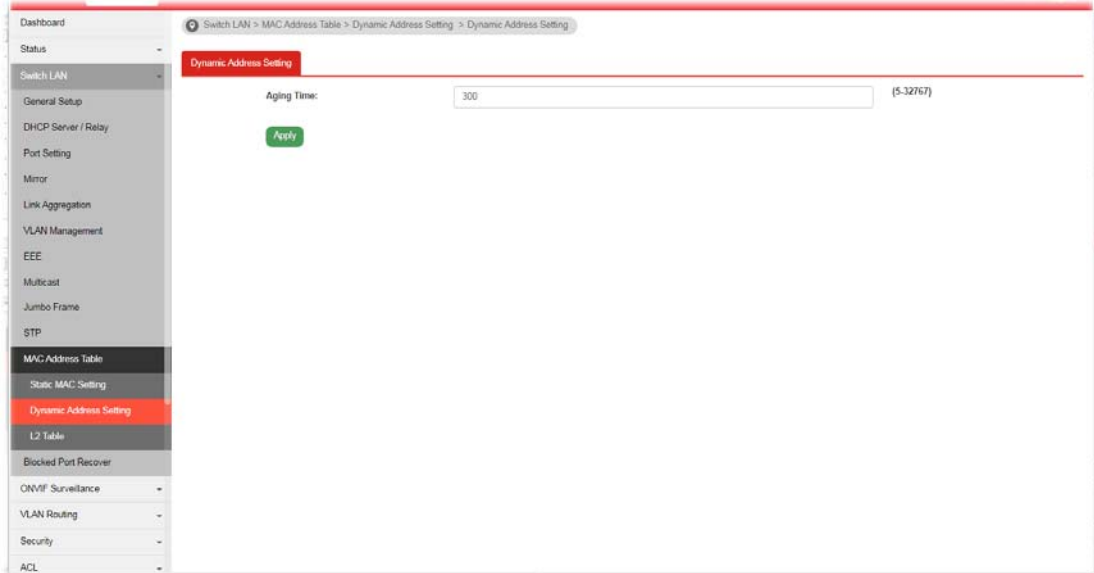 Dashboard
Switch LAN > MAC Address Table > Dynamic Address Setting > Dynamic Address Setting
Status
Dynamic Address Setting
Switch LAN
Aging Time: 300 (5-32767)
General Setup
DHCP Server / Relay
Apply
Port Setting
Mirror
Link Aggregation
VLAN Management
EEE
Multicast
Jumbo Frame
STP
MAC Address Table
Static MAC Setting
Dynamic Address Setting
L2 Table
Blocked Port Recover
ONVIF Surveillance
VLAN Routing
Security
ACL